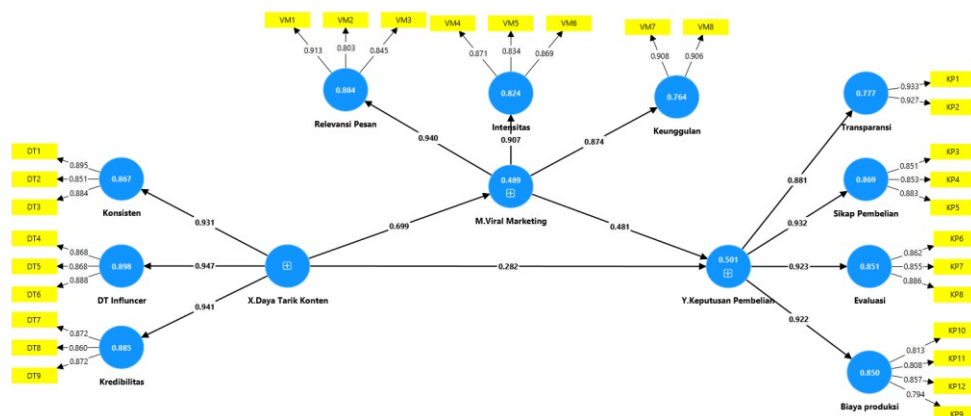 VM1 VM2 VM3 VM4 VM5 VM6 VM7 VM8
0.913 0.803 0.845 0.871 0.834 0.869 0.908 0.906
0.884 0.824 0.764
Relevansi Pesan Intensitas Keunggulan
0.940 0.907 0.874
0.489
M.Viral Marketing
DT1
DT2
DT3
0.895
0.851
0.884
0.867
Konsisten
0.931
DT4
DT5
DT6
0.868
0.868
0.888
0.898
DT Influncer
0.947
DT7
DT8
DT9
0.872
0.860
0.872
0.885
Kredibilitas
0.941
X.Daya Tarik Konten
0.699
0.282
0.481
0.501
Y.Keputusan Pembelian
0.881
0.777
Transparansi
0.933
0.927
KP1
KP2
0.932
0.869
Sikap Pembelian
0.851
0.853
0.883
KP3
KP4
KP5
0.923
0.851
Evaluasi
0.862
0.855
0.886
KP6
KP7
KP8
0.922
0.850
Biaya produksi
0.813
0.808
0.857
0.794
KP10
KP11
KP12
KP9